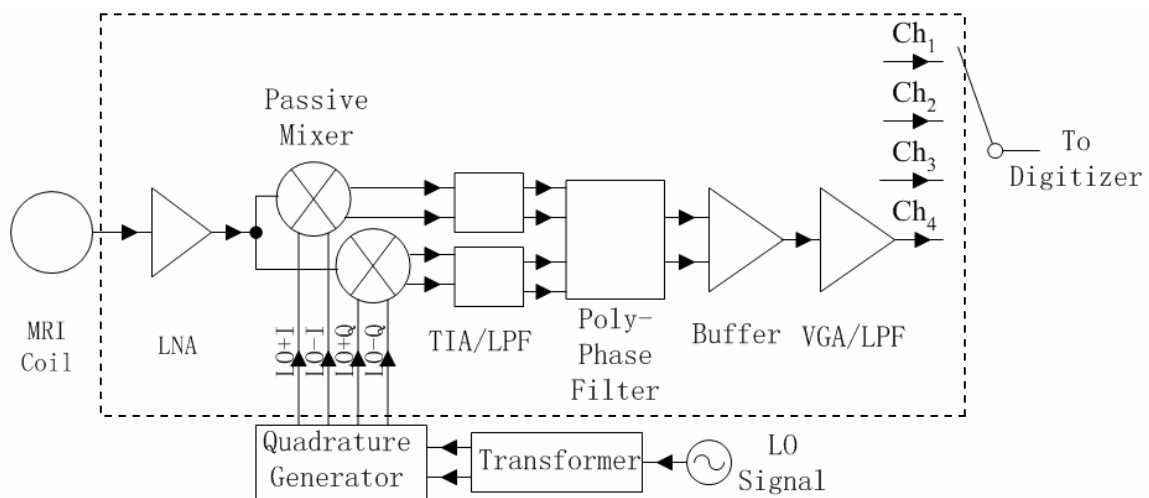 Ch1
Ch2
Ch3
Ch4
To
Digitizer
Passive
Mixer
MRI
Coil
LNA
LO+I
LO-I
LO+Q
LO-Q
TIA/LPF
Poly-
Phase
Filter
Buffer
VGA/LPF
Quadrature
Generator
Transformer
LO
Signal